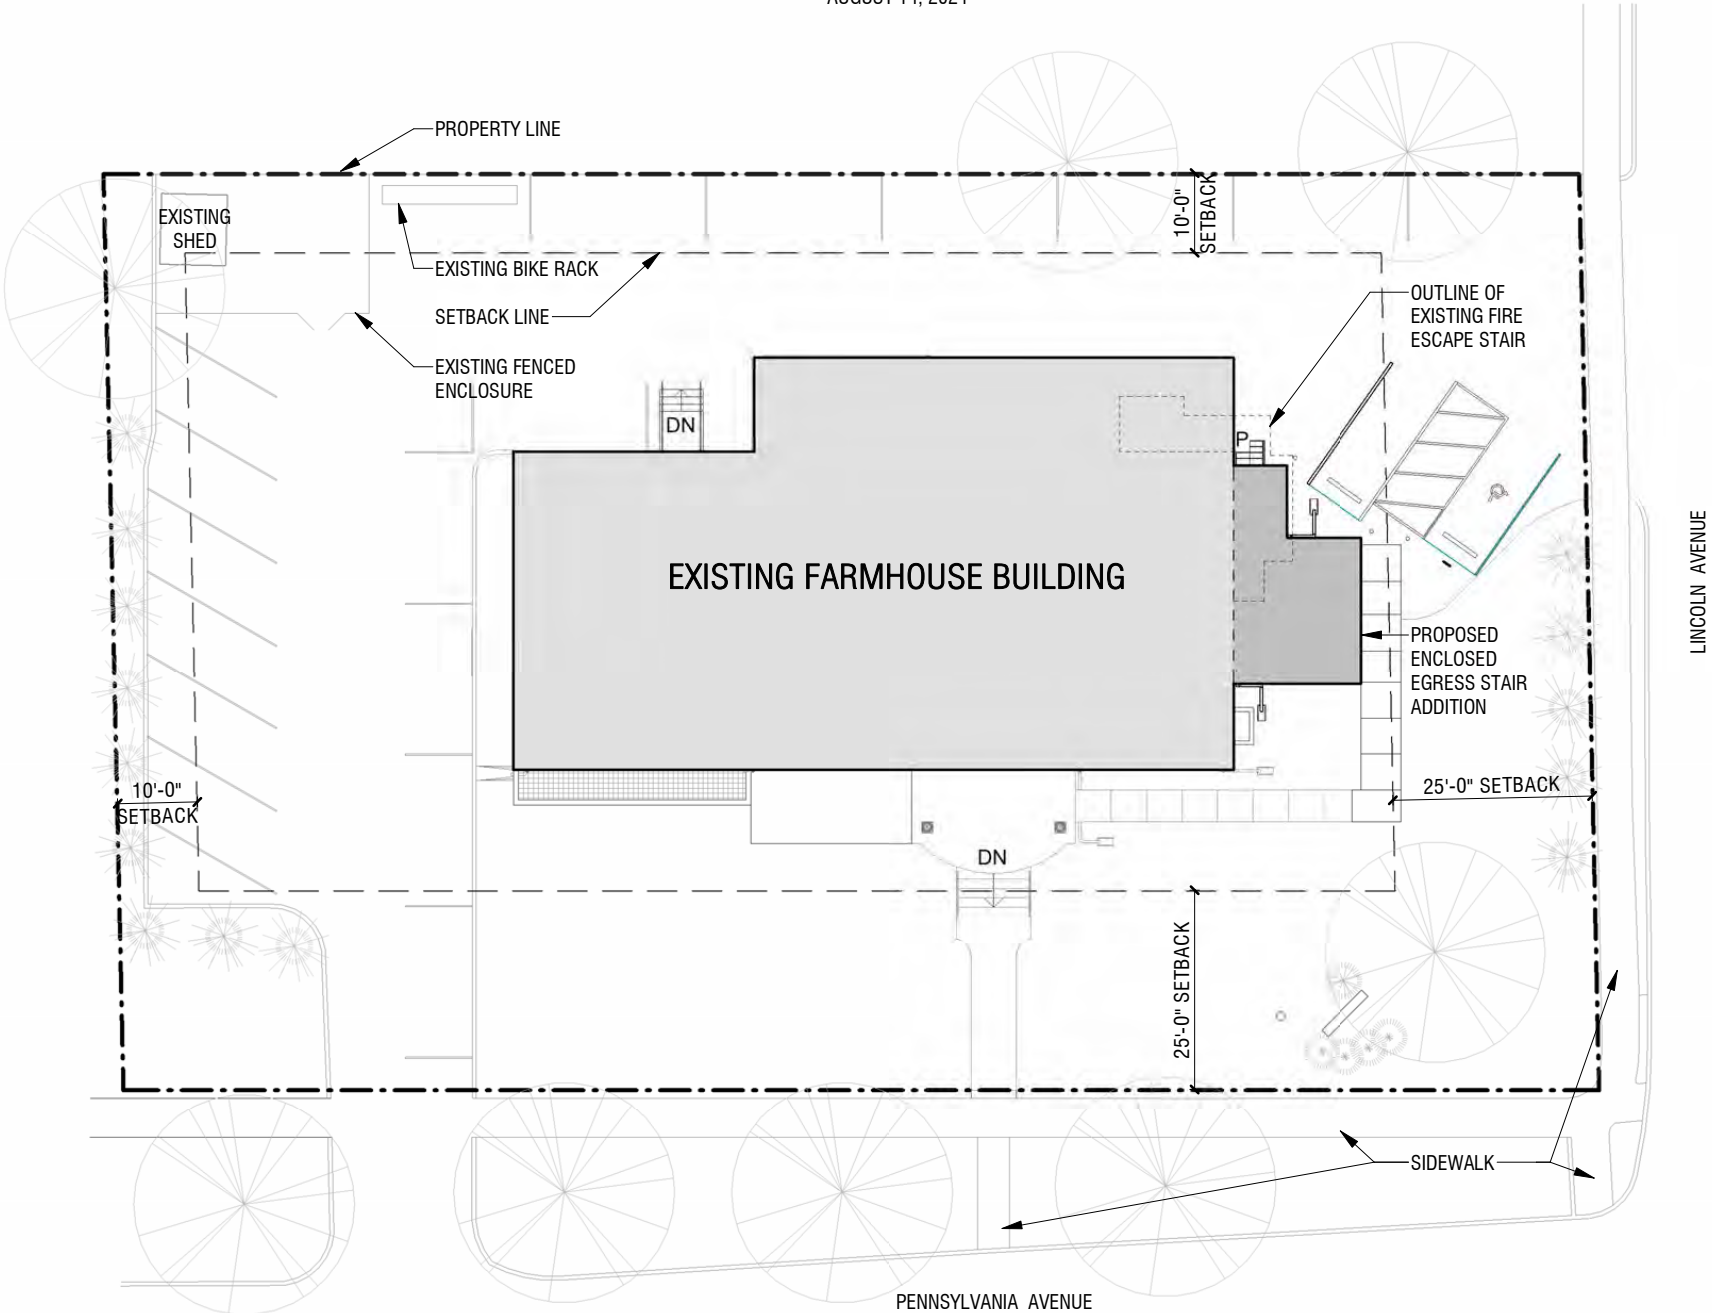 PROPERTY LINE
10'-0"
SETBACK
EXISTING
SHED
EXISTING BIKE RACK
SETBACK LINE
EXISTING FENCED
ENCLOSURE
OUTLINE OF
EXISTING FIRE
ESCAPE STAIR
DN
P
EXISTING FARMHOUSE BUILDING
LINCOLN AVENUE
PROPOSED
ENCLOSED
EGRESS STAIR
ADDITION
10'-0"
SETBACK
25'-0" SETBACK
DN
25'-0" SETBACK
SIDEWALK
PENNSYLVANIA AVENUE